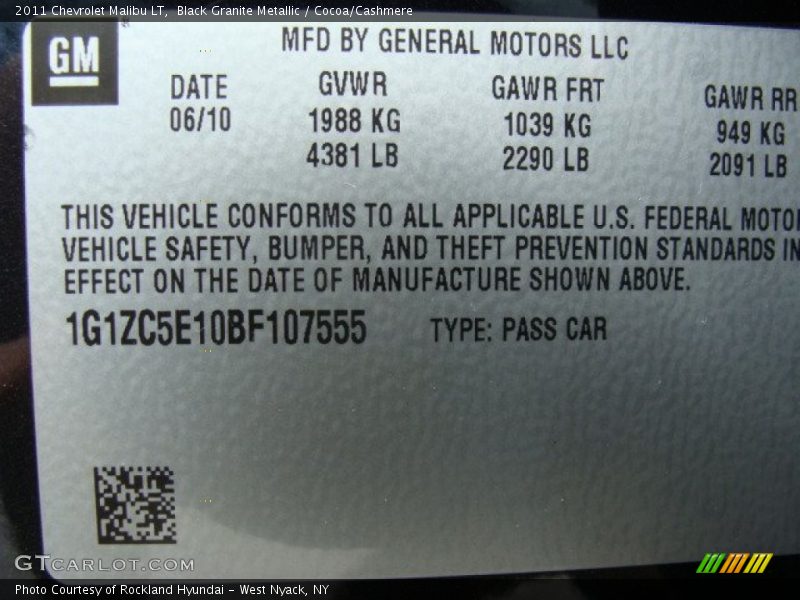 2011 Chevrolet Malibu LT, Black Granite Metallic / Cocoa/Cashmere
GM
MFD BY GENERAL MOTORS LLC
DATE GVWR GAWR FRT GAWR RR
06/10 1988 KG 1039 KG 949 KG
4381 LB 2290 LB 2091 LB
THIS VEHICLE CONFORMS TO ALL APPLICABLE U.S. FEDERAL MOTOR
VEHICLE SAFETY, BUMPER, AND THEFT PREVENTION STANDARDS IN
EFFECT ON THE DATE OF MANUFACTURE SHOWN ABOVE.
1G1ZC5E10BF107555 TYPE: PASS CAR
GTCARLOT.COM
Photo Courtesy of Rockland Hyundai - West Nyack, NY